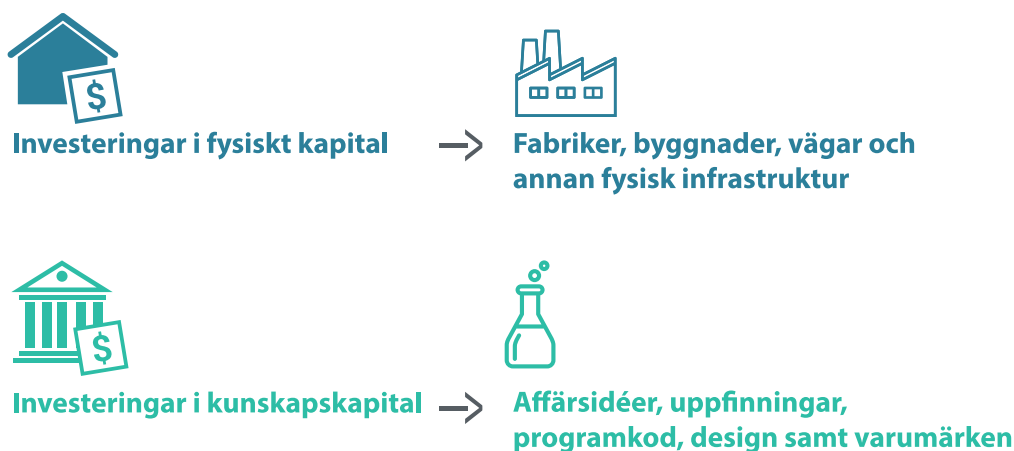 $
Investeringar i fysiskt kapital
Fabriker, byggnader, vägar och
annan fysisk infrastruktur
$
Investeringar i kunskapskapital
Affärsidéer, uppfinningar,
programkod, design samt varumärken